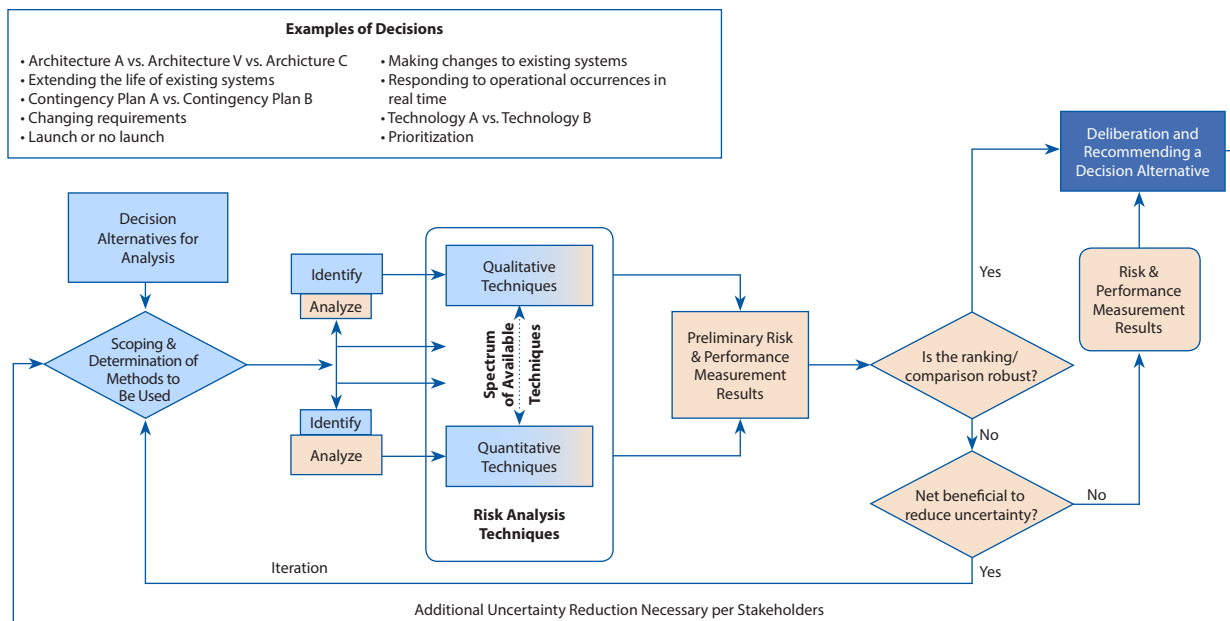 Examples of Decisions
• Architecture A vs. Architecture V vs. Archicture C
• Extending the life of existing systems
• Contingency Plan A vs. Contingency Plan B
• Changing requirements
• Launch or no launch
• Making changes to existing systems
• Responding to operational occurrences in
real time
• Technology A vs. Technology B
• Prioritization
Deliberation and
Recommending a
Decision Alternative
Decision
Alternatives for
Analysis
Scoping &
Determination of
Methods to
Be Used
Identify
Analyze
Identify
Analyze
Qualitative
Techniques
Spectrum
of Available
Techniques
Quantitative
Techniques
Risk Analysis
Techniques
Preliminary Risk
& Performance
Measurement
Results
Is the ranking/
comparison robust?
Yes
No
Net beneficial to
reduce uncertainty?
No
Yes
Risk &
Performance
Measurement
Results
Iteration
Additional Uncertainty Reduction Necessary per Stakeholders